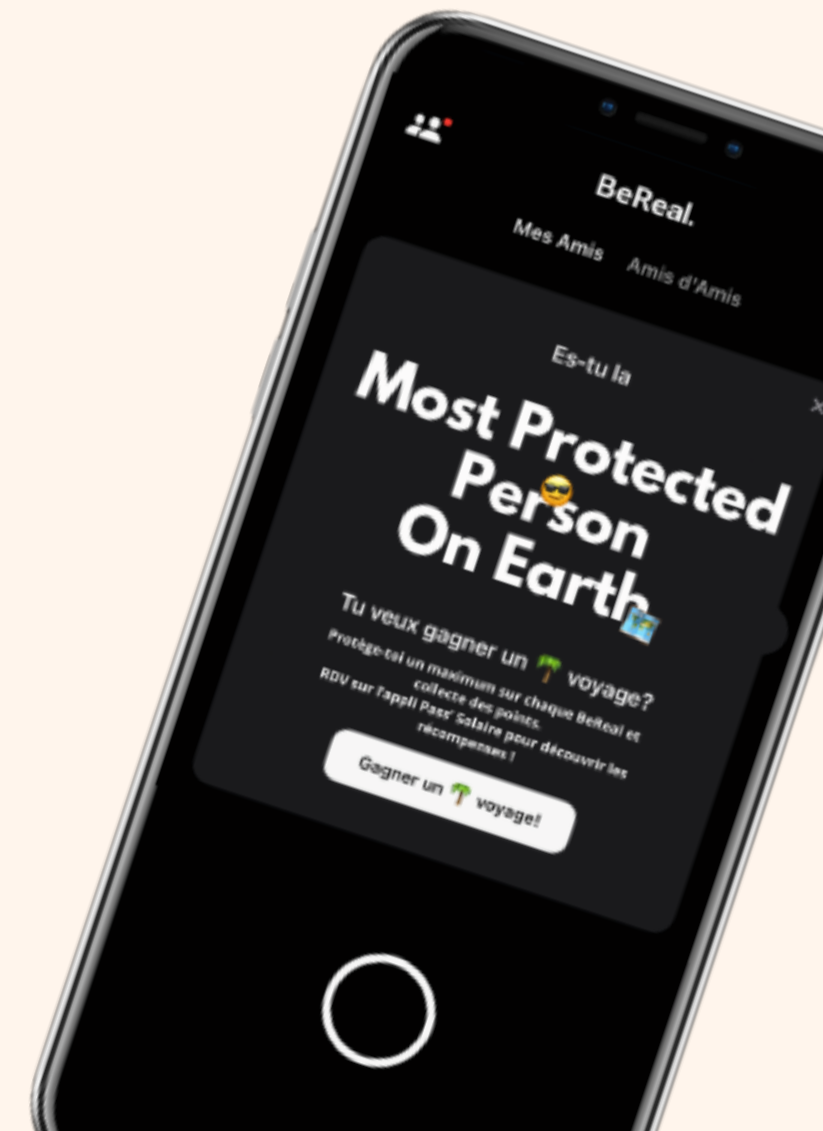 BeReal.
Mes Amis Amis d'Amis
Es-tu la
Most Protected
Person
On Earth
Tu veux gagner un 🌴 voyage?
Protège-toi un maximum sur chaque BeReal et
collecte des points.
RDV sur l'appli Pass' Solaire pour découvrir les
récompenses !
Gagner un 🌴 voyage!!